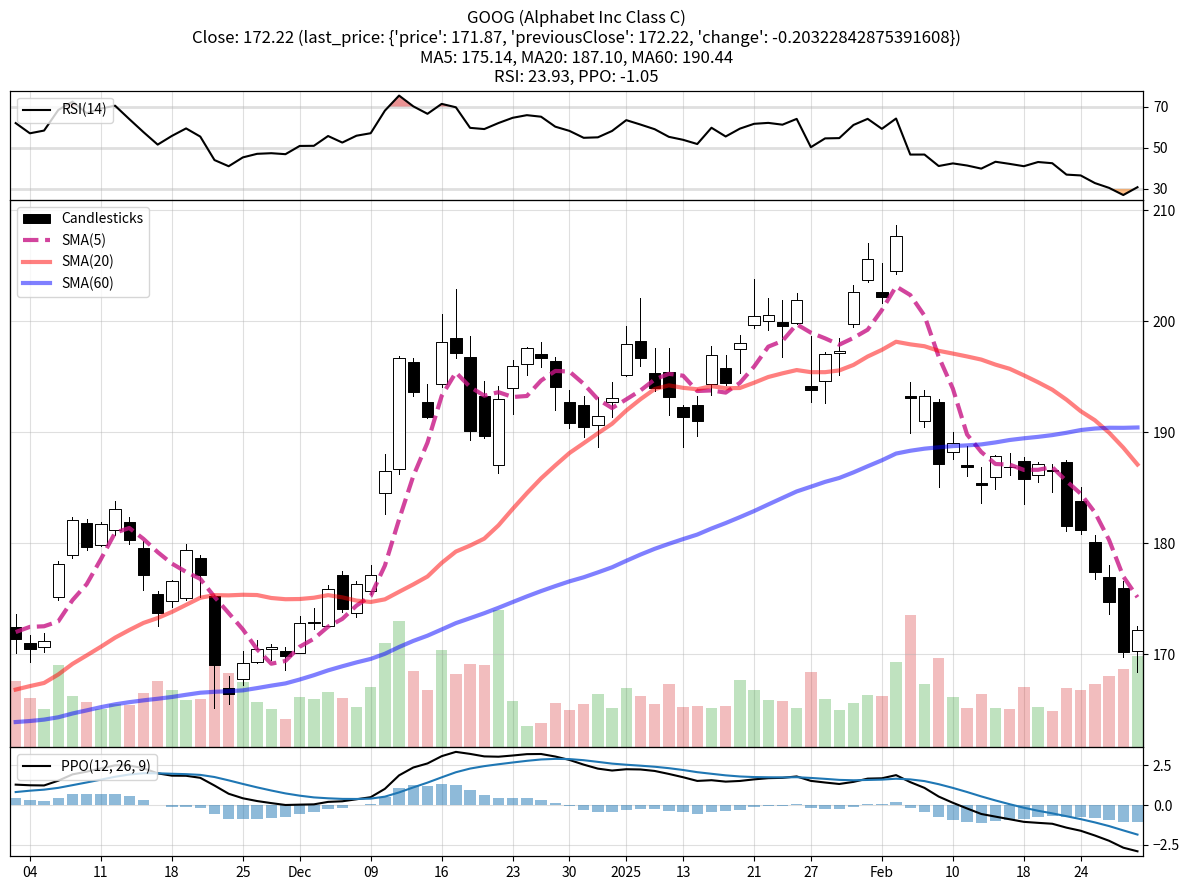 GOOG (Alphabet Inc Class C)
Close: 172.22 (last_price: {'price': 171.87, 'previousClose': 172.22, 'change': -0.20322842875391608})
MA5: 175.14, MA20: 187.10, MA60: 190.44
RSI: 23.93, PPO: -1.05
RSI(14)
70
50
30
Candlesticks
SMA(5)
SMA(20)
SMA(60)
210
200
190
180
170
PPO(12, 26, 9)
2.5
0.0
−2.5
04 11 18 25 Dec 09 16 23 30 2025 13 21 27 Feb 10 18 24